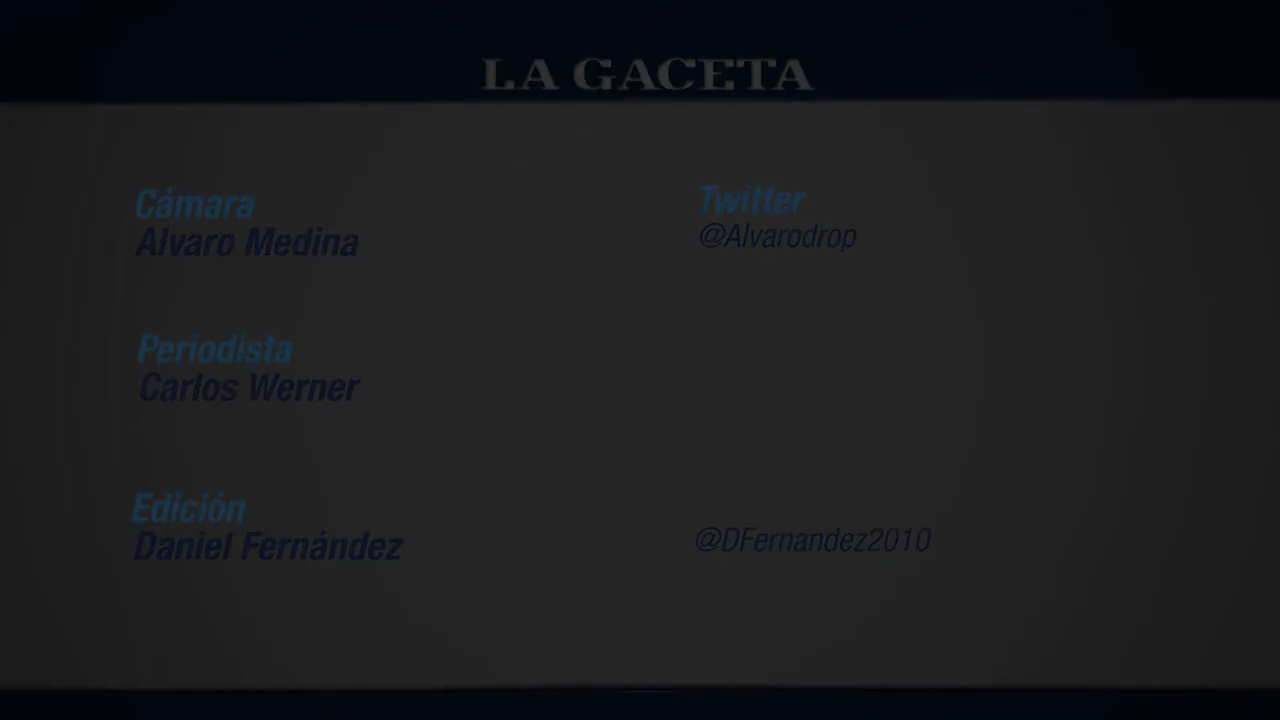 LA GACETA
Cámara
Alvaro Medina
Twitter
@Alvarodrop
Periodista
Carlos Werner
Edición
Daniel Fernández
@DFernandez2010